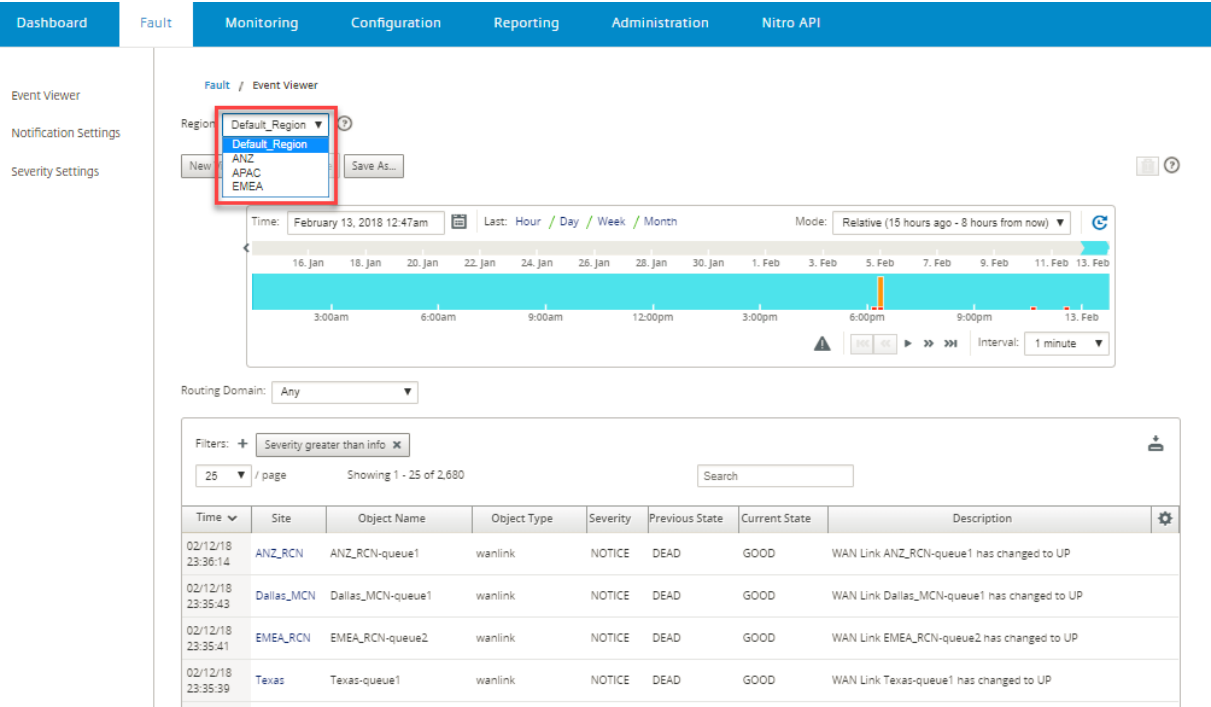 Dashboard Fault Monitoring Configuration Reporting Administration Nitro API
Fault / Event Viewer
Event Viewer
Notification Settings
Severity Settings
Region Default_Region
Default_Region
ANZ
APAC
EMEA
New Save As...
Time: February 13, 2018 12:47am Last: Hour / Day / Week / Month Mode: Relative (15 hours ago - 8 hours from now)
16. Jan 18. Jan 20. Jan 22. Jan 24. Jan 26. Jan 28. Jan 30. Jan 1. Feb 3. Feb 5. Feb 7. Feb 9. Feb 11. Feb 13. Feb
3:00am 6:00am 9:00am 12:00pm 3:00pm 6:00pm 9:00pm 13. Feb
Interval: 1 minute
Routing Domain: Any
Filters: + Severity greater than info x
25 / page Showing 1 - 25 of 2,680 Search
Time Site Object Name Object Type Severity Previous State Current State Description
02/12/18 23:36:14 ANZ_RCN ANZ_RCN-queue1 wanlink NOTICE DEAD GOOD WAN Link ANZ_RCN-queue1 has changed to UP
02/12/18 23:35:43 Dallas_MCN Dallas_MCN-queue1 wanlink NOTICE DEAD GOOD WAN Link Dallas_MCN-queue1 has changed to UP
02/12/18 23:35:41 EMEA_RCN EMEA_RCN-queue2 wanlink NOTICE DEAD GOOD WAN Link EMEA_RCN-queue2 has changed to UP
02/12/18 23:35:39 Texas Texas-queue1 wanlink NOTICE DEAD GOOD WAN Link Texas-queue1 has changed to UP